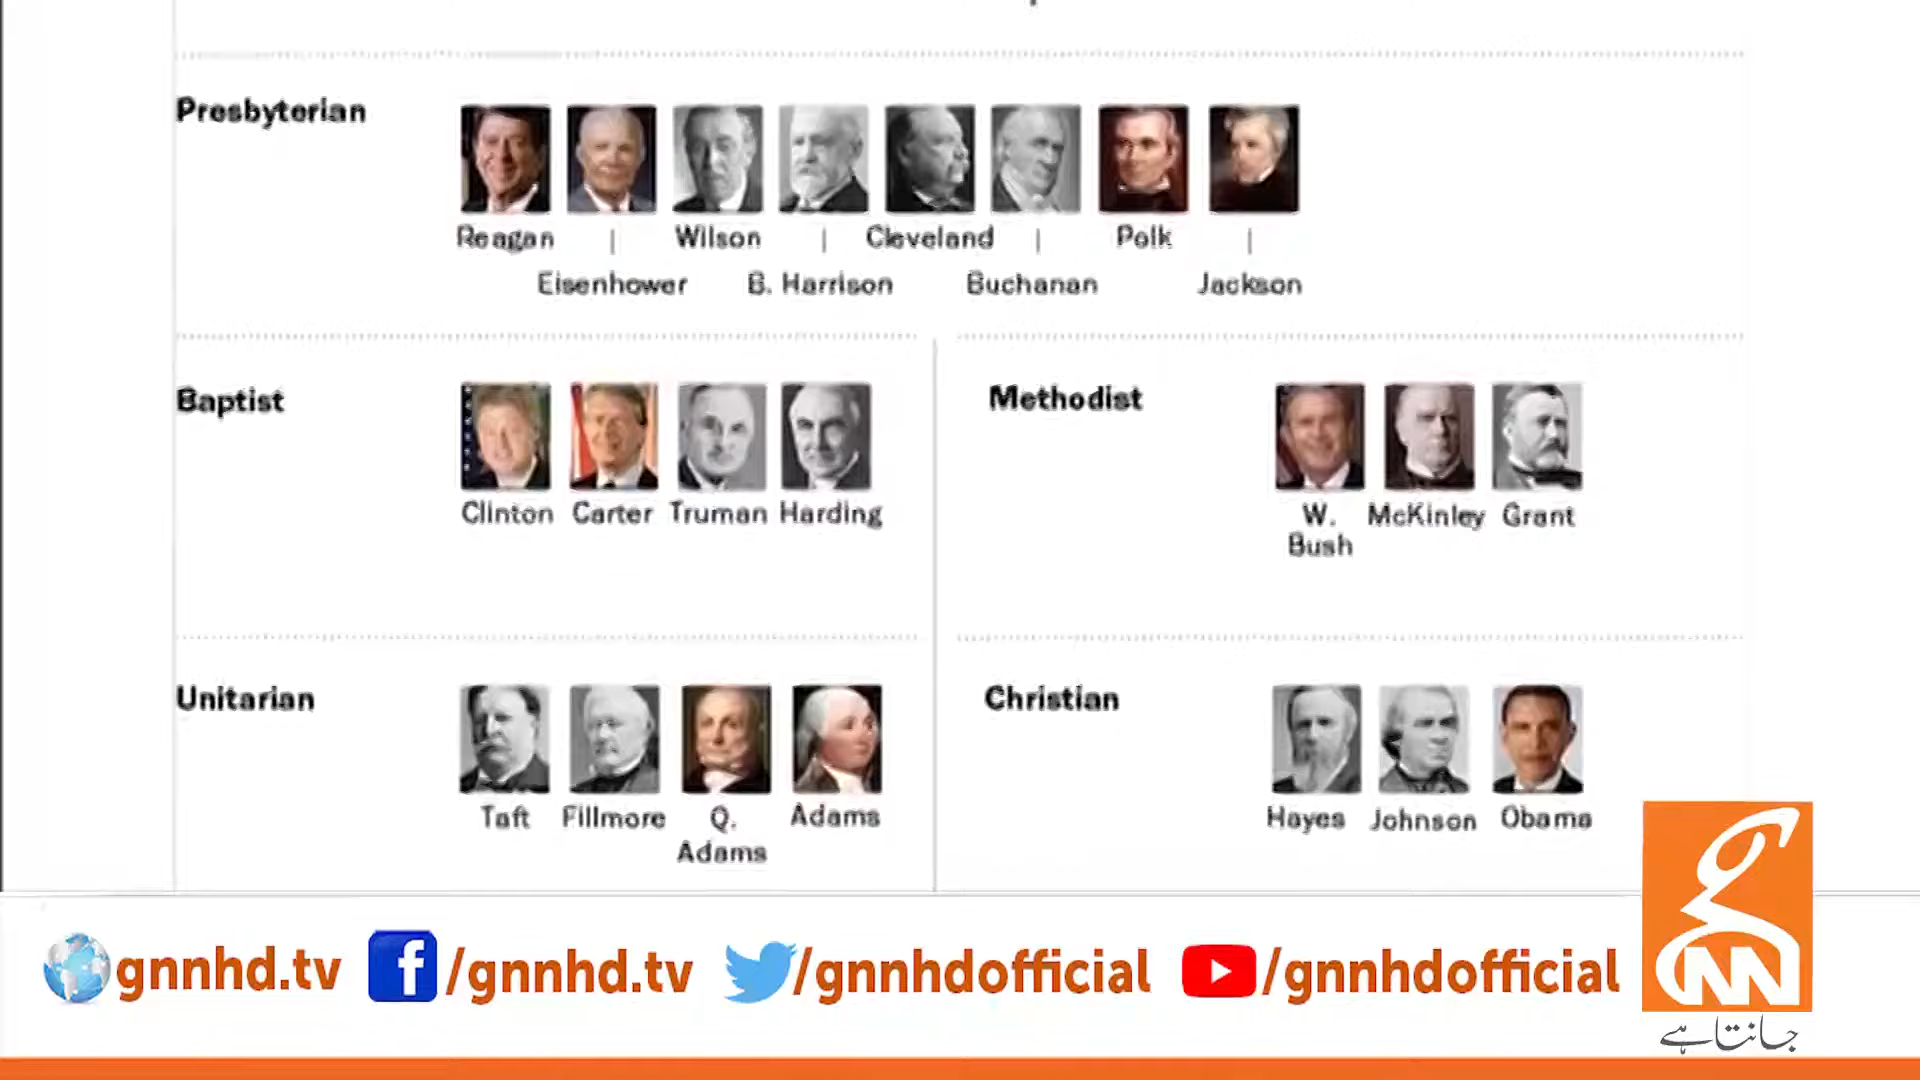 Presbyterian
Reagan
Wilson
Cleveland
Polk
Eisenhower
B. Harrison
Buchanan
Jackson
Baptist
Clinton
Carter
Truman
Harding
Methodist
W.
Bush
McKinley
Grant
Unitarian
Taft
Fillmore
Q.
Adams
Adams
Christian
Hayes
Johnson
Obama
gnnhd.tv
/gnnhd.tv
/gnnhdofficial
/gnnhdofficial
GNN
جانتا ہے